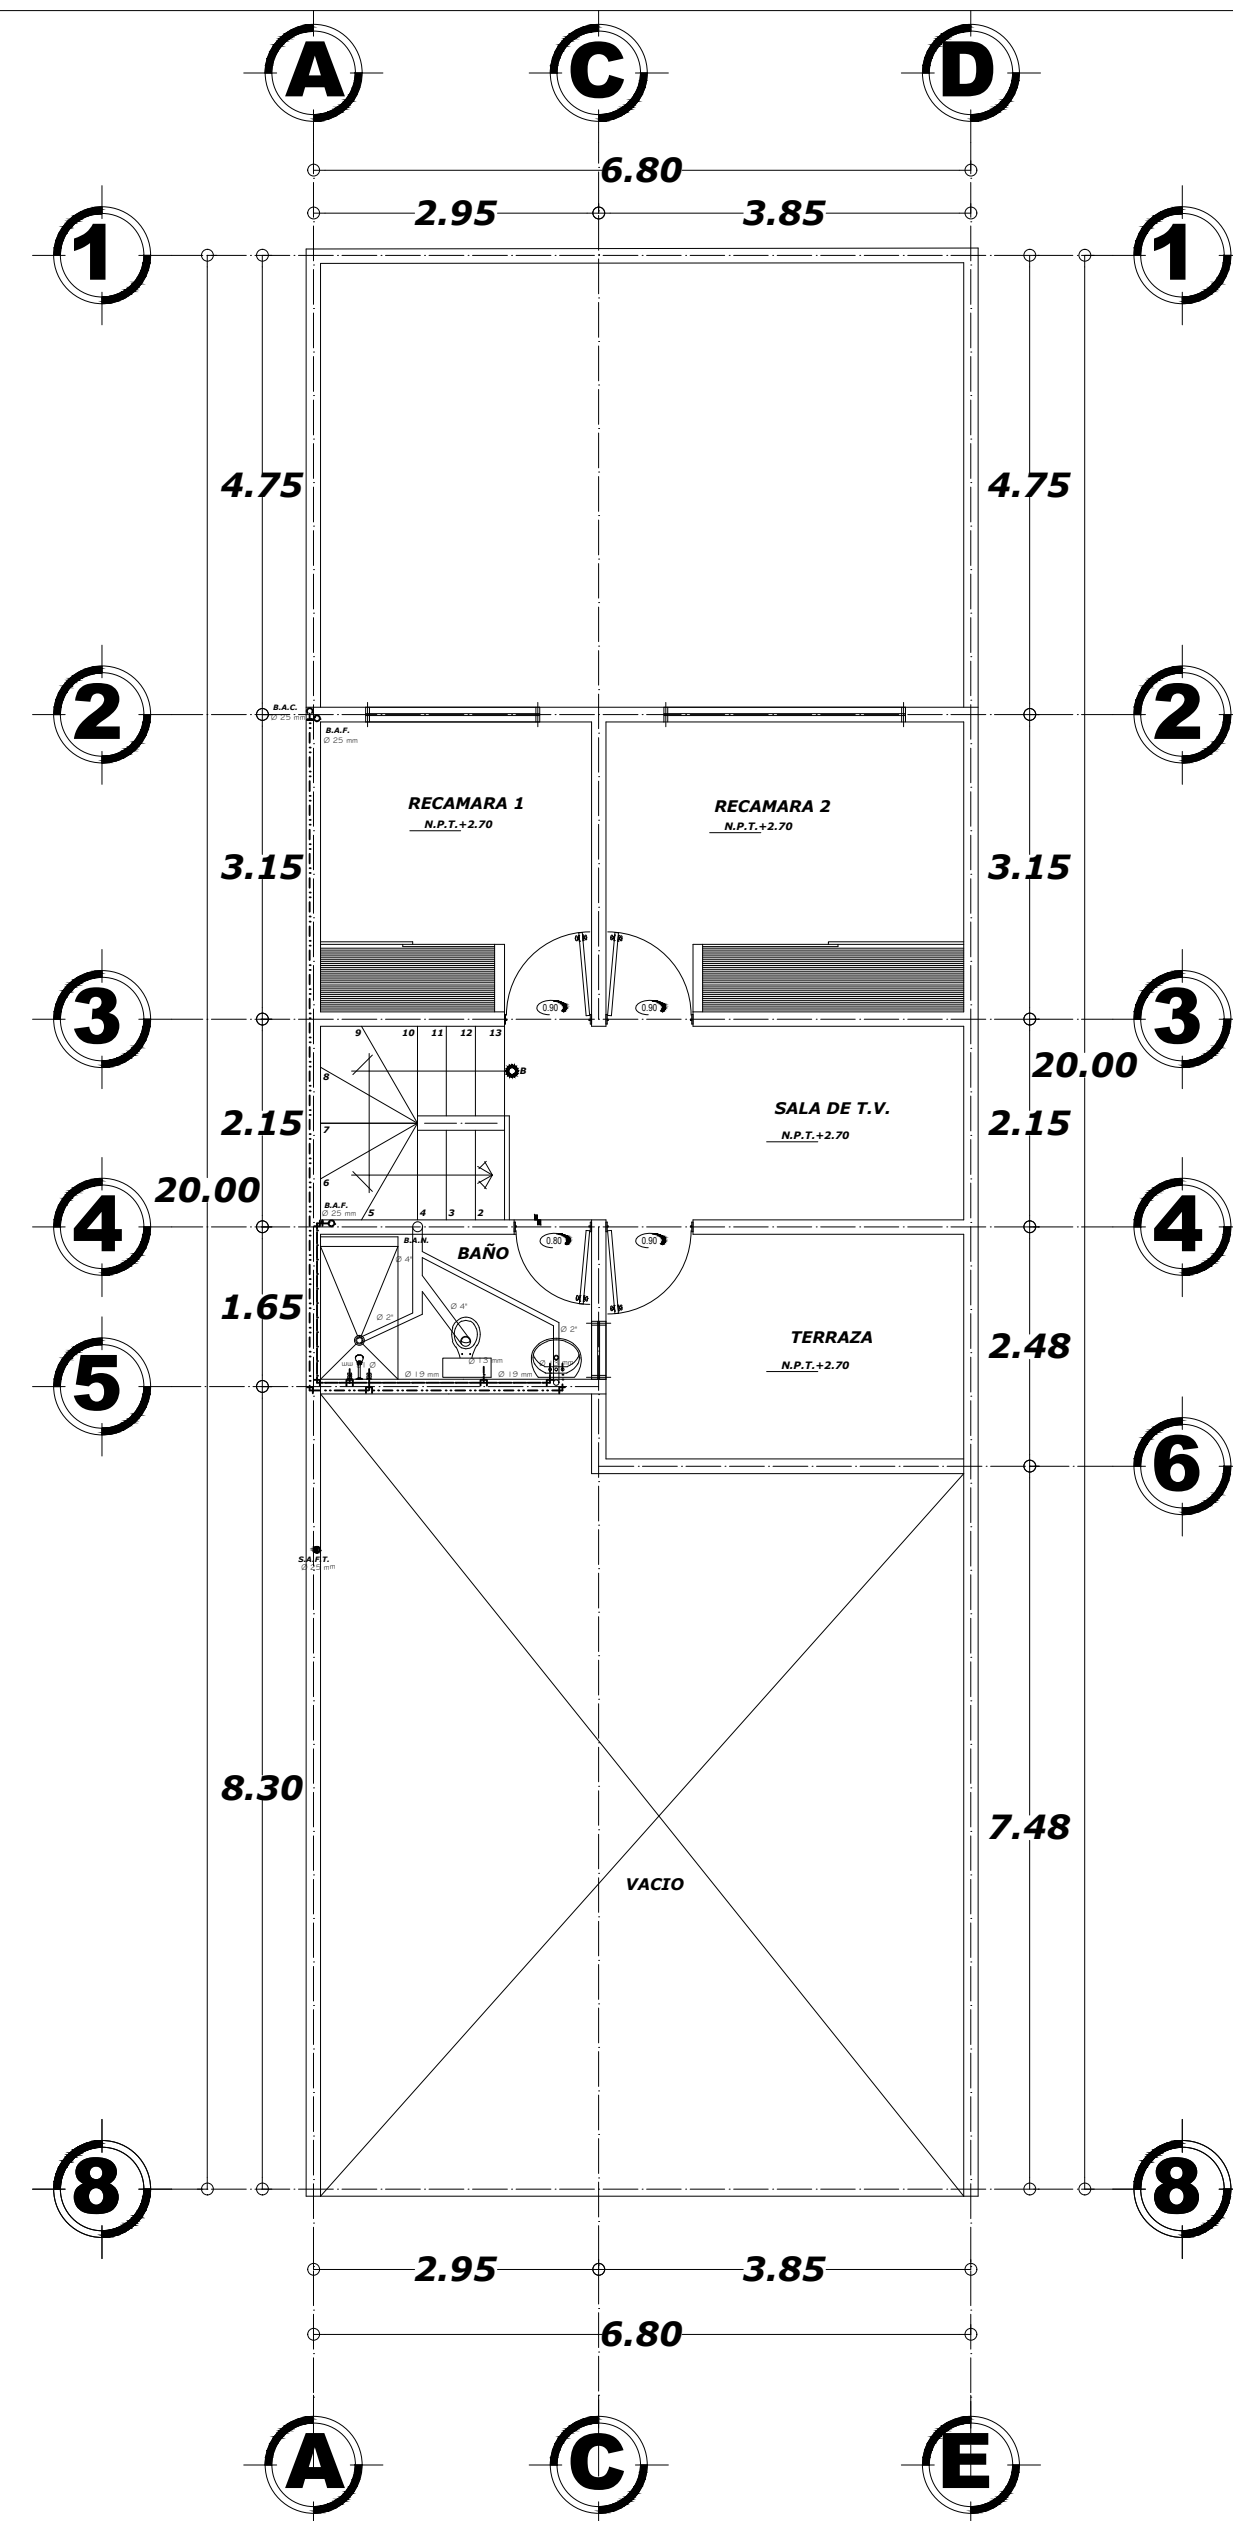 A C D
6.80
2.95 3.85
1 1
4.75 4.75
2 2
B.A.C.
Ø 25 mm
B.A.F.
Ø 25 mm
RECAMARA 1
N.P.T.+2.70
RECAMARA 2
N.P.T.+2.70
3.15 3.15
0.90 0.90
3 3
9 10 11 12 13
8
B
7
6
5 4 3 2
20.00
SALA DE T.V.
N.P.T.+2.70
2.15 2.15
20.00
B.A.F.
Ø 25 mm
4 4
B.A.N.
Ø 4"
BAÑO
0.80 0.90
1.65
Ø 2"
Ø 4"
Ø 2"
TERRAZA
N.P.T.+2.70
2.48
Ø 13 mm
Ø 19 mm Ø 19 mm
5
6
S.A.F.T.
Ø 25 mm
8.30
7.48
VACIO
8 8
2.95 3.85
6.80
A C E